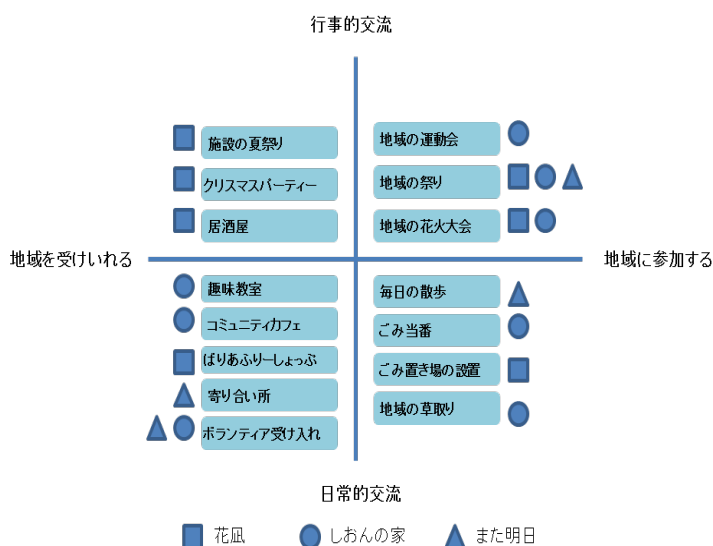 行事的交流
施設の夏祭り
クリスマスパーティー
居酒屋
地域の運動会
地域の祭り
地域の花火大会
地域を受けいれる
地域に参加する
趣味教室
コミュニティカフェ
ばりあふりーしょっぷ
寄り合い所
ボランティア受け入れ
毎日の散歩
ごみ当番
ごみ置き場の設置
地域の草取り
日常的交流
花凪
しおんの家
また明日